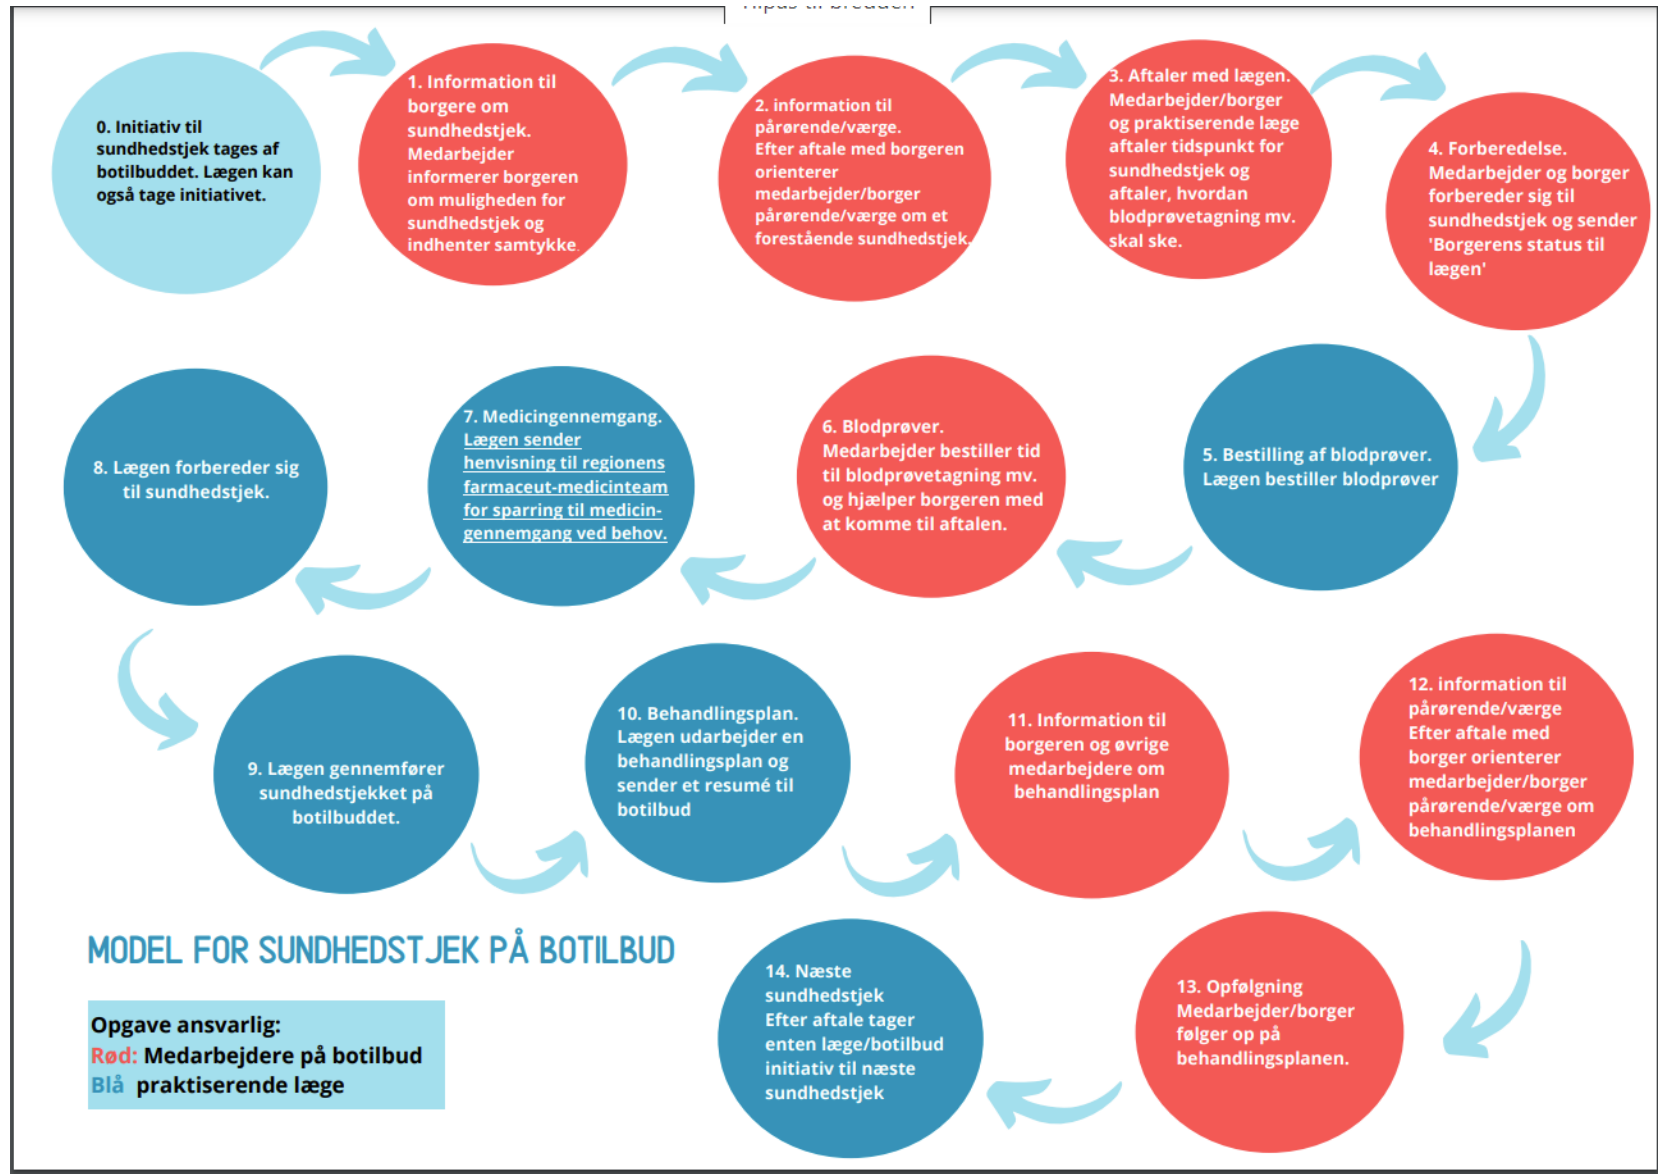 0. Initiativ til
sundhedstjek tages af
botilbuddet. Lægen kan
også tage initiativet.
1. Information til
borgere om
sundhedstjek.
Medarbejder
informerer borgeren
om muligheden for
sundhedstjek og
indhenter samtykke.
2. information til
pårørende/værge.
Efter aftale med borgeren
orienterer
medarbejder/borger
pårørende/værge om et
forestående sundhedstjek.
3. Aftaler med lægen.
Medarbejder/borger
og praktiserende læge
aftaler tidspunkt for
sundhedstjek og
aftaler, hvordan
blodprøvetagning mv.
skal ske.
4. Forberedelse.
Medarbejder og borger
forbereder sig til
sundhedstjek og sender
'Borgerens status til
lægen'
5. Bestilling af blodprøver.
Lægen bestiller blodprøver
6. Blodprøver.
Medarbejder bestiller tid
til blodprøvetagning mv.
og hjælper borgeren med
at komme til aftalen.
7. Medicingennemgang.
Lægen sender
henvisning til regionens
farmaceut-medicinteam
for sparring til medicin-
gennemgang ved behov.
8. Lægen forbereder sig
til sundhedstjek.
9. Lægen gennemfører
sundhedstjekket på
botilbuddet.
10. Behandlingsplan.
Lægen udarbejder en
behandlingsplan og
sender et resumé til
botilbud
11. Information til
borgeren og øvrige
medarbejdere om
behandlingsplan
12. information til
pårørende/værge
Efter aftale med
borger orienterer
medarbejder/borger
pårørende/værge om
behandlingsplanen
13. Opfølgning
Medarbejder/borger
følger op på
behandlingsplanen.
14. Næste
sundhedstjek
Efter aftale tager
enten læge/botilbud
initiativ til næste
sundhedstjek
MODEL FOR SUNDHEDSTJEK PÅ BOTILBUD
Opgave ansvarlig:
Rød: Medarbejdere på botilbud
Blå praktiserende læge